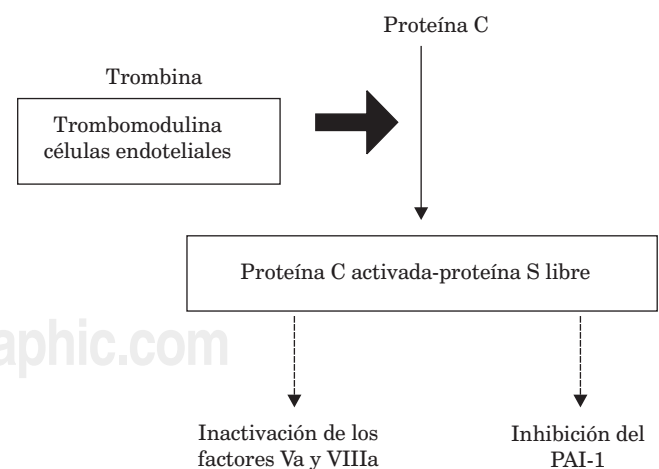 Proteína C
Trombina
Trombomodulina
células endoteliales
Proteína C activada-proteína S libre
aphic.com
Inactivación de los
factores Va y VIIIa
Inhibición del
PAI-1